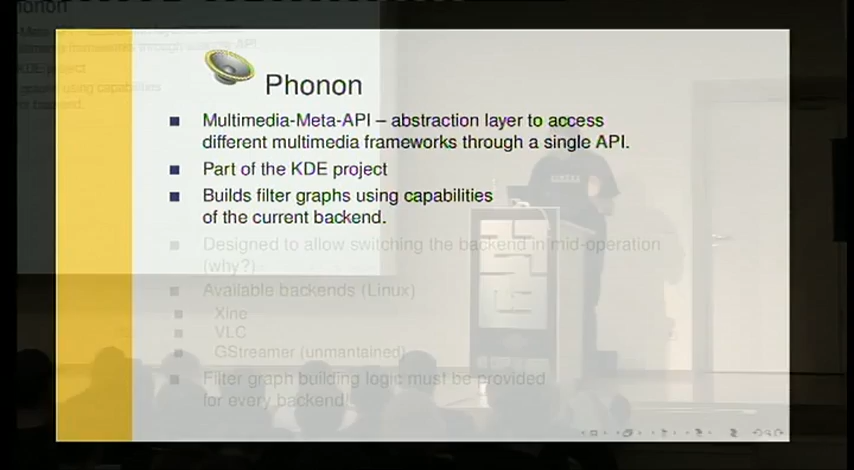 Phonon
Multimedia-Meta-API – abstraction layer to access
different multimedia frameworks through a single API.
Part of the KDE project
Builds filter graphs using capabilities
of the current backend.
Designed to allow switching the backend in mid-operation
(why?)
Available backends (Linux)
Xine
VLC
GStreamer (unmantained)
Filter graph building logic must be provided
for every backend!